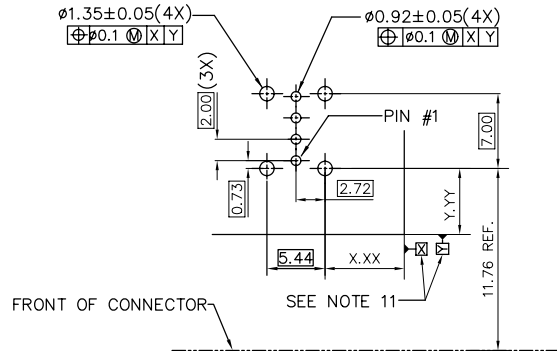 ø1.35±0.05(4X)
⌖ ø0.1 Ⓜ X Y
ø0.92±0.05(4X)
⌖ ø0.1 Ⓜ X Y
2.00 (3X)
PIN #1
7.00
0.73
2.72
Y.YY
5.44
X.XX
X
Y
11.76 REF.
FRONT OF CONNECTOR
SEE NOTE 11